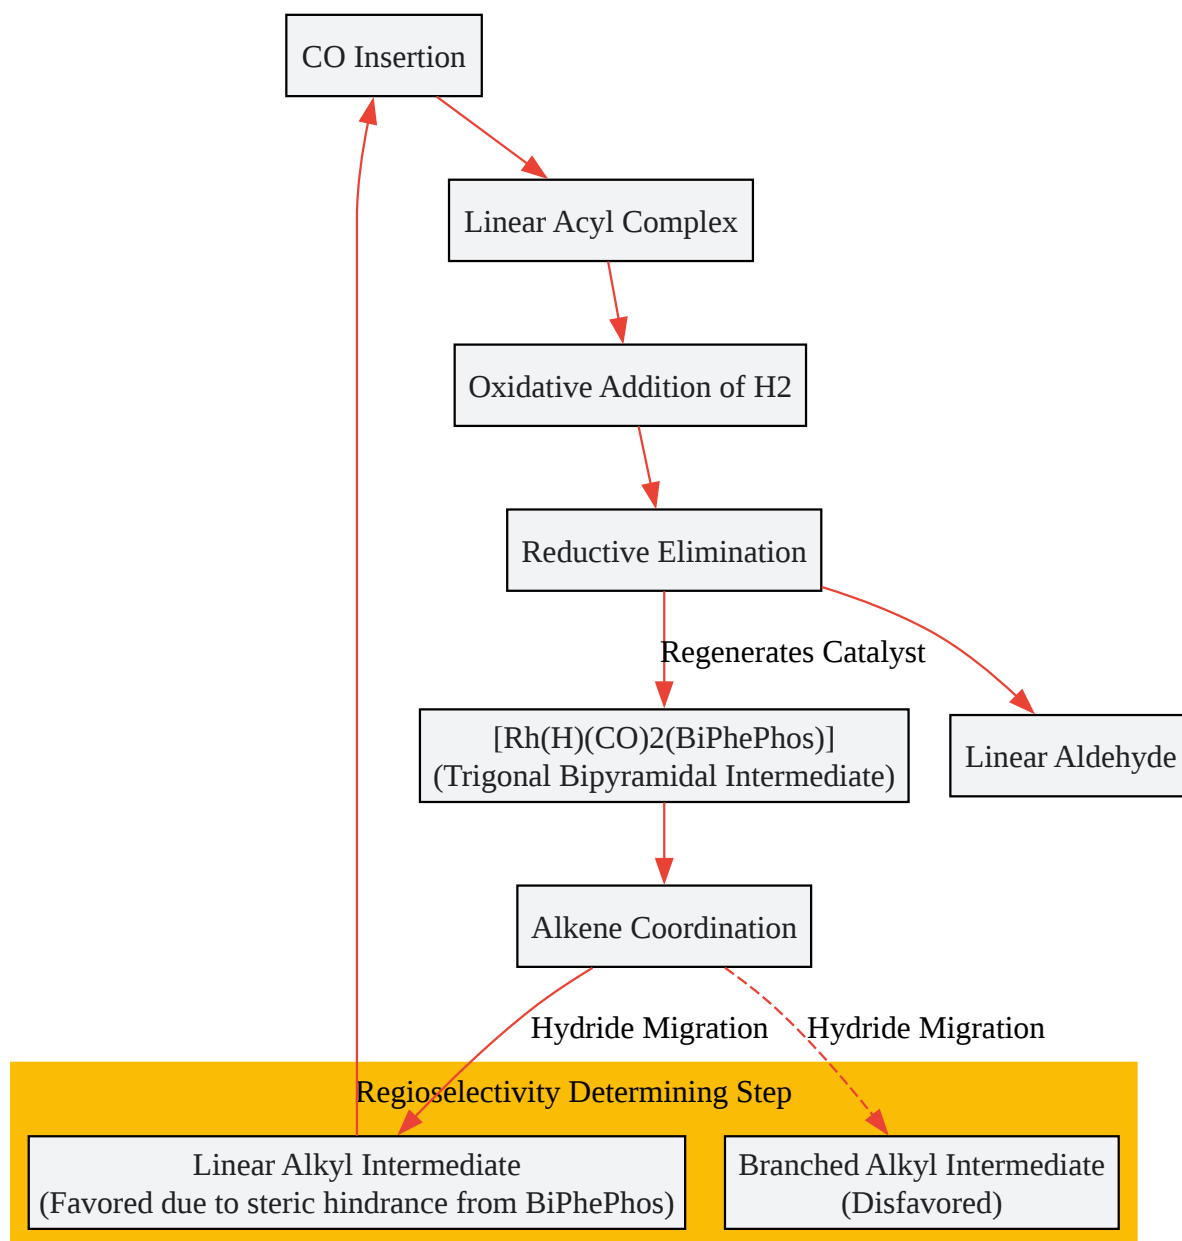 CO Insertion
Linear Acyl Complex
Oxidative Addition of H2
Reductive Elimination
Regenerates Catalyst
[Rh(H)(CO)2(BiPhePhos)]
(Trigonal Bipyramidal Intermediate)
Linear Aldehyde
Alkene Coordination
Hydride Migration
Hydride Migration
Regioselectivity Determining Step
Linear Alkyl Intermediate
(Favored due to steric hindrance from BiPhePhos)
Branched Alkyl Intermediate
(Disfavored)